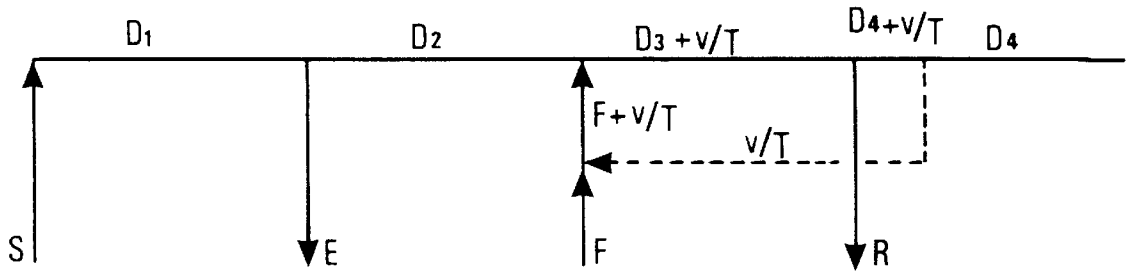 D1 D2 D3 + v/T D4 + v/T D4
F + v/T
v/T
S E F R